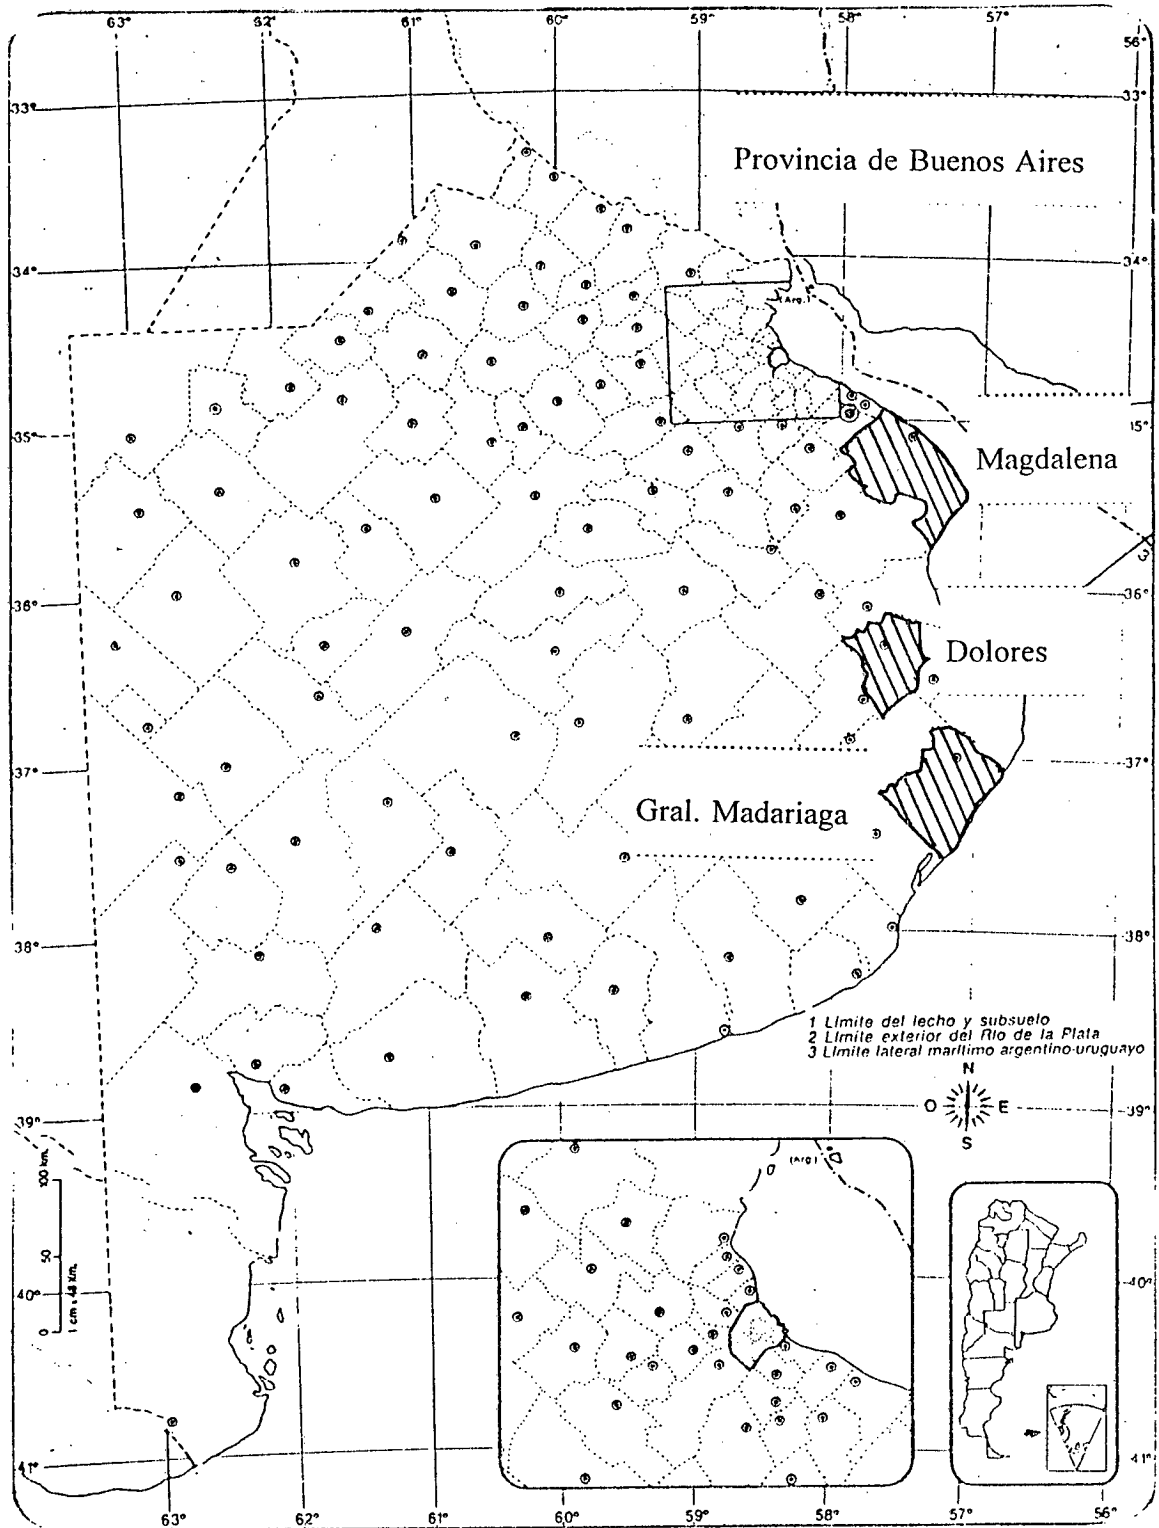 63° 62° 61° 60° 59° 58° 57°
56°
33° 33°
Provincia de Buenos Aires
34° 34°
(Arg.)
35° 15°
Magdalena
3
36° 36°
Dolores
37° 37°
Gral. Madariaga
38° 38°
1 Límite del lecho y subsuelo
2 Límite exterior del Río de la Plata
3 Límite lateral marítimo argentino-uruguayo
N
O E
S
39° 39°
(Arg.)
100 km.
50
0
1 cm = 48 Km.
40° 40°
41° 41°
63° 62° 61° 60° 59° 58° 57° 56°